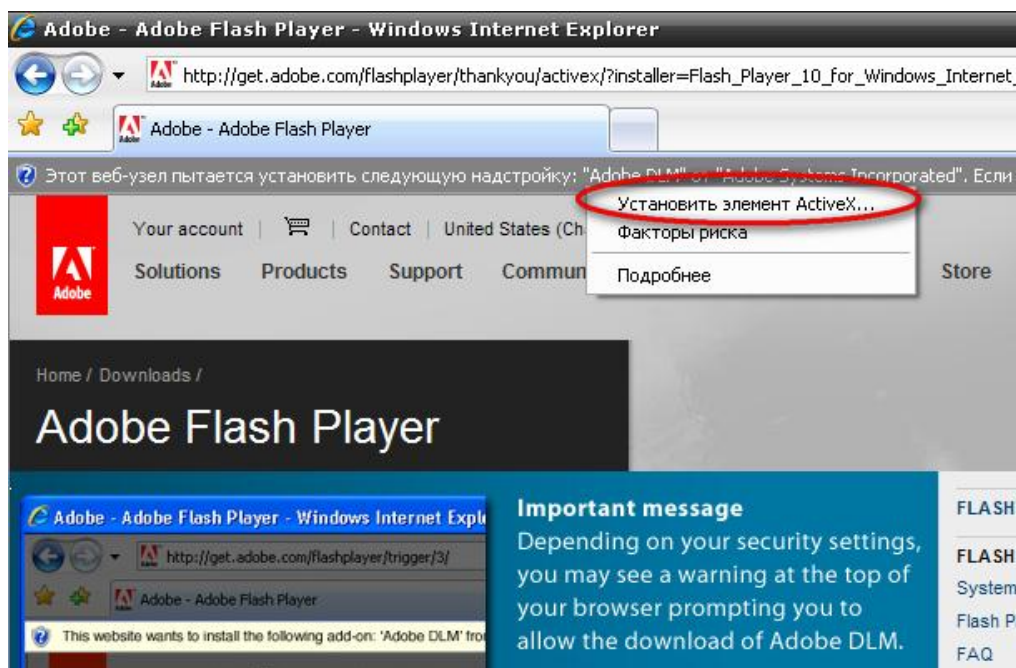 Adobe - Adobe Flash Player - Windows Internet Explorer
http://get.adobe.com/flashplayer/thankyou/activex/?installer=Flash_Player_10_for_Windows_Internet_
Adobe - Adobe Flash Player
Этот веб-узел пытается установить следующую надстройку: "Adobe DLM" от "Adobe Systems Incorporated". Если
Установить элемент ActiveX...
Факторы риска
Подробнее
Your account | Contact | United States (Ch
Adobe
Solutions Products Support Commun Store
Home / Downloads /
Adobe Flash Player
Adobe - Adobe Flash Player - Windows Internet Expl
http://get.adobe.com/flashplayer/trigger/3/
Adobe - Adobe Flash Player
This website wants to install the following add-on: 'Adobe DLM' fro
Important message
Depending on your security settings,
you may see a warning at the top of
your browser prompting you to
allow the download of Adobe DLM.
FLASH
FLASH
System
Flash P
FAQ